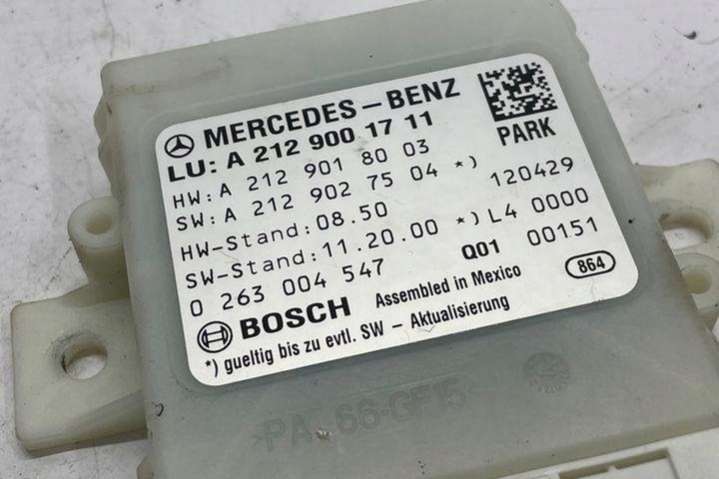 MERCEDES-BENZ
LU: A 212 900 17 11
PARK
HW: A 212 901 80 03
SW: A 212 902 75 04 *)
120429
HW-Stand: 08.50
SW-Stand: 11.20.00 *) L4 0000
0 263 004 547 Q01 00151
BOSCH Assembled in Mexico 864
*) gueltig bis zu evtl. SW - Aktualisierung
PA 66-GF15